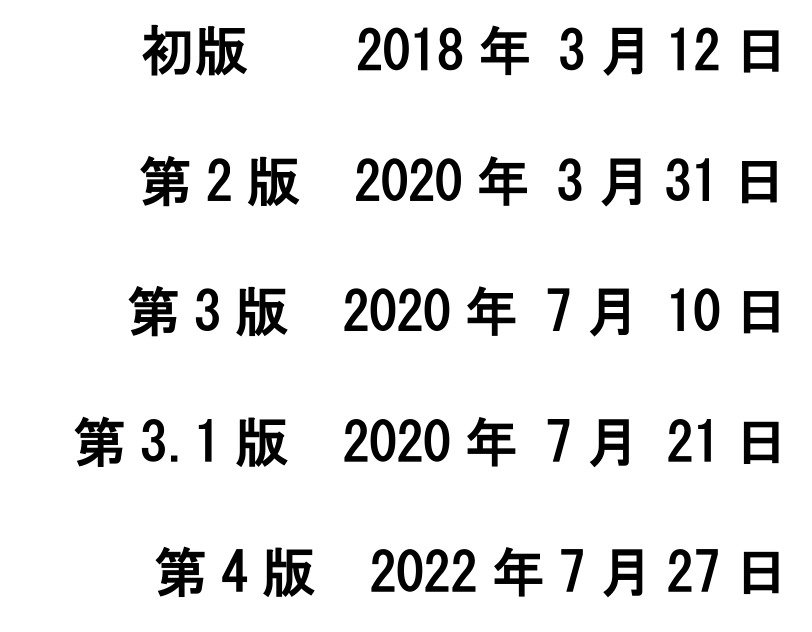 初版　　2018 年 3 月 12 日
第 2 版　2020 年 3 月 31 日
第 3 版　2020 年 7 月 10 日
第 3.1 版　2020 年 7 月 21 日
第 4 版　2022 年 7 月 27 日